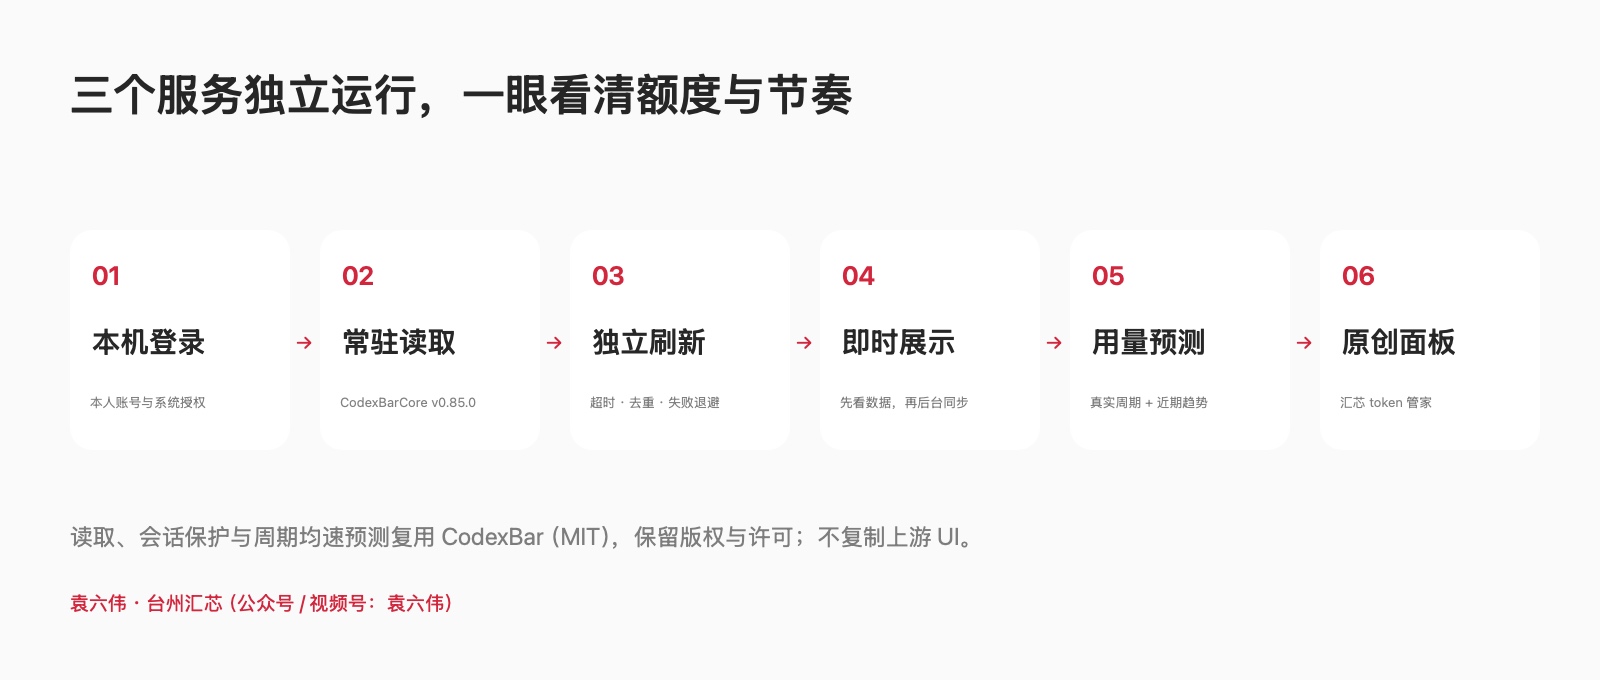 三个服务独立运行，一眼看清额度与节奏
01
本机登录
本人账号与系统授权
→
02
常驻读取
CodexBarCore v0.85.0
→
03
独立刷新
超时 · 去重 · 失败退避
→
04
即时展示
先看数据，再后台同步
→
05
用量预测
真实周期 + 近期趋势
→
06
原创面板
汇芯 token 管家
读取、会话保护与周期均速预测复用 CodexBar (MIT)，保留版权与许可；不复制上游 UI。
袁六伟 · 台州汇芯（公众号 / 视频号：袁六伟）